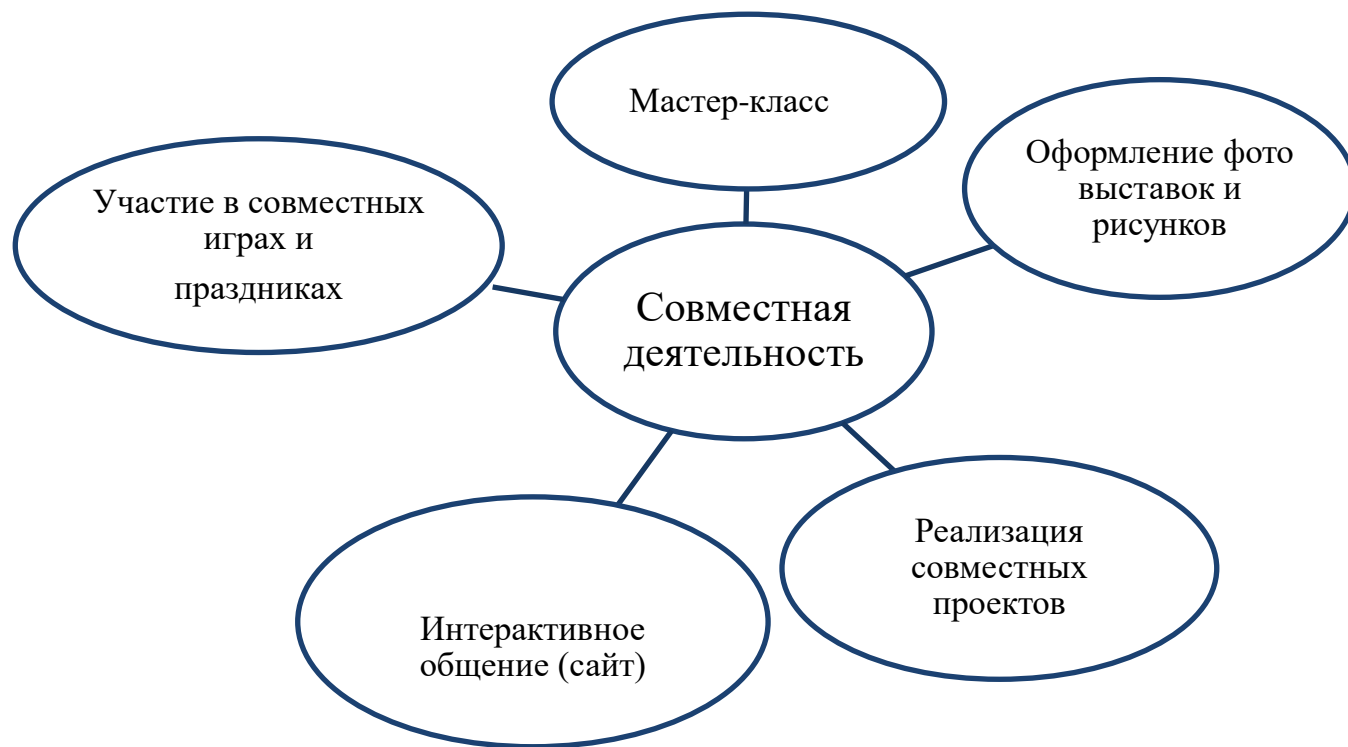 Мастер-класс
Оформление фото
выставок и
рисунков
Участие в совместных
играх и
праздниках
Совместная
деятельность
Реализация
совместных
проектов
Интерактивное
общение (сайт)